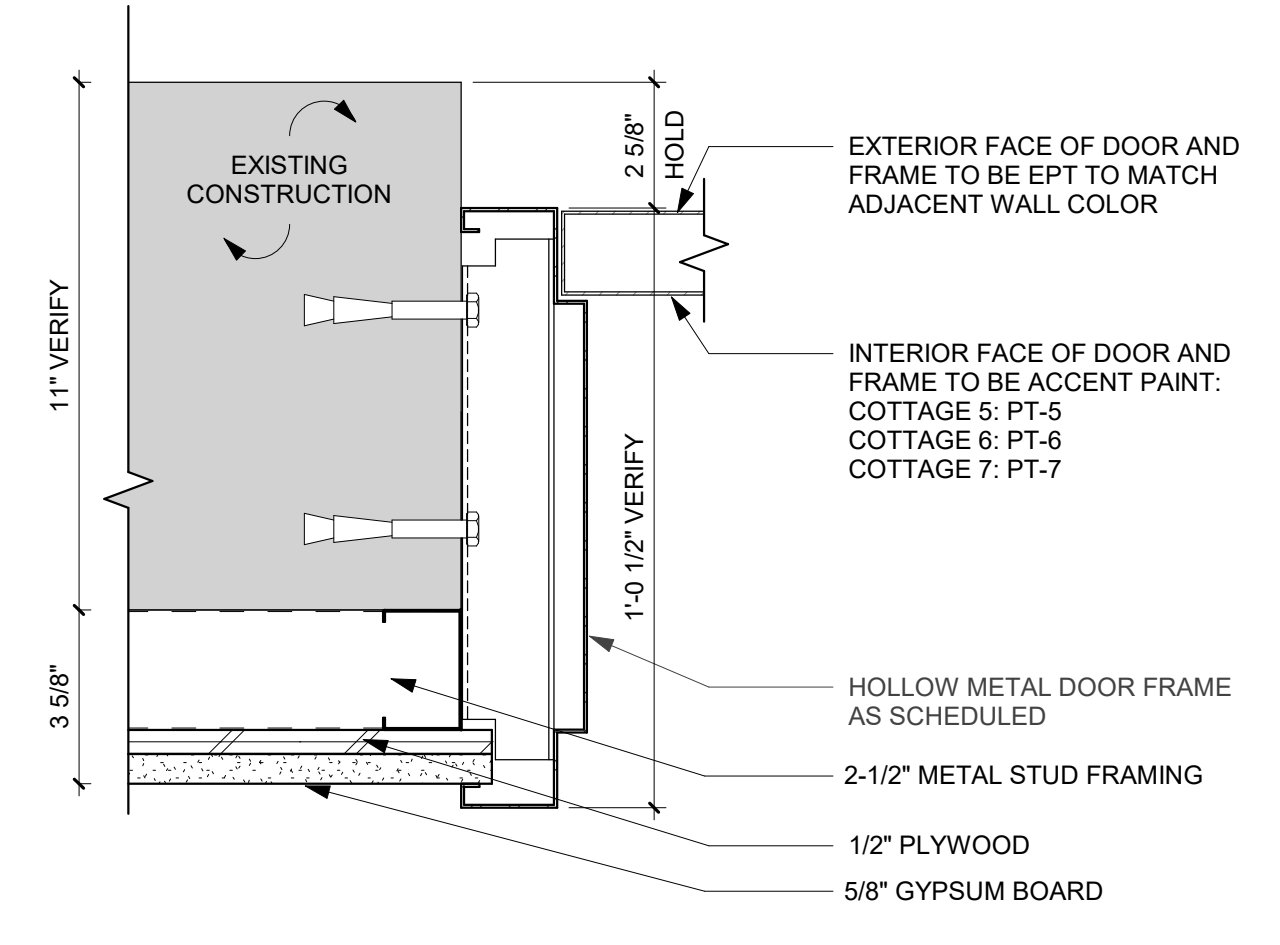 EXISTING
CONSTRUCTION
11" VERIFY
3 5/8"
2 5/8"
HOLD
1'-0 1/2" VERIFY
EXTERIOR FACE OF DOOR AND
FRAME TO BE EPT TO MATCH
ADJACENT WALL COLOR
INTERIOR FACE OF DOOR AND
FRAME TO BE ACCENT PAINT:
COTTAGE 5: PT-5
COTTAGE 6: PT-6
COTTAGE 7: PT-7
HOLLOW METAL DOOR FRAME
AS SCHEDULED
2-1/2" METAL STUD FRAMING
1/2" PLYWOOD
5/8" GYPSUM BOARD